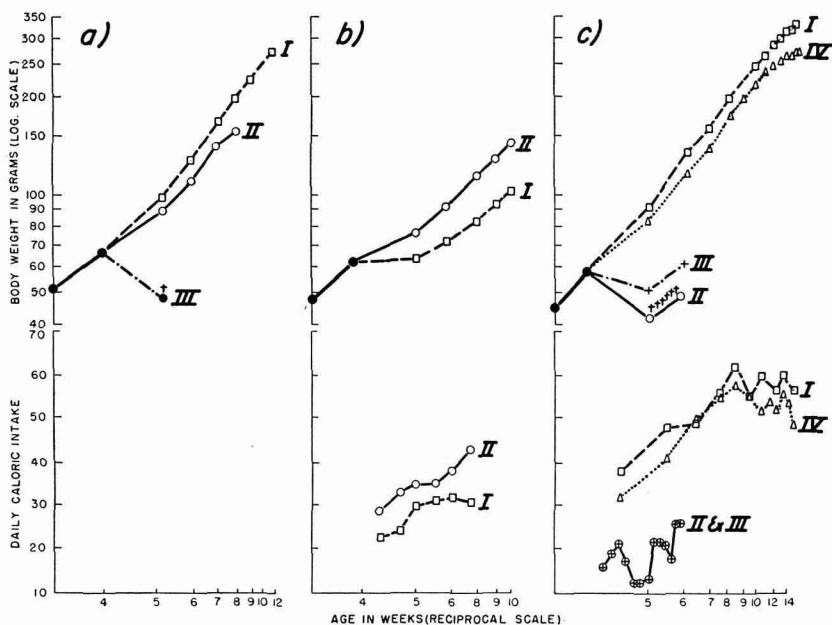 a)
b)
c)
BODY WEIGHT IN GRAMS (LOG. SCALE)
350
300
250
200
150
100
90
80
70
60
50
40
I
II
III
†
II
I
I
IV
III
††††††
II
DAILY CALORIC INTAKE
70
60
50
40
30
20
10
II
I
I
IV
II & III
4 5 6 7 8 9 10 12
4 5 6 7 8 9 10
5 6 7 8 9 10 12 14
AGE IN WEEKS (RECIPROCAL SCALE)